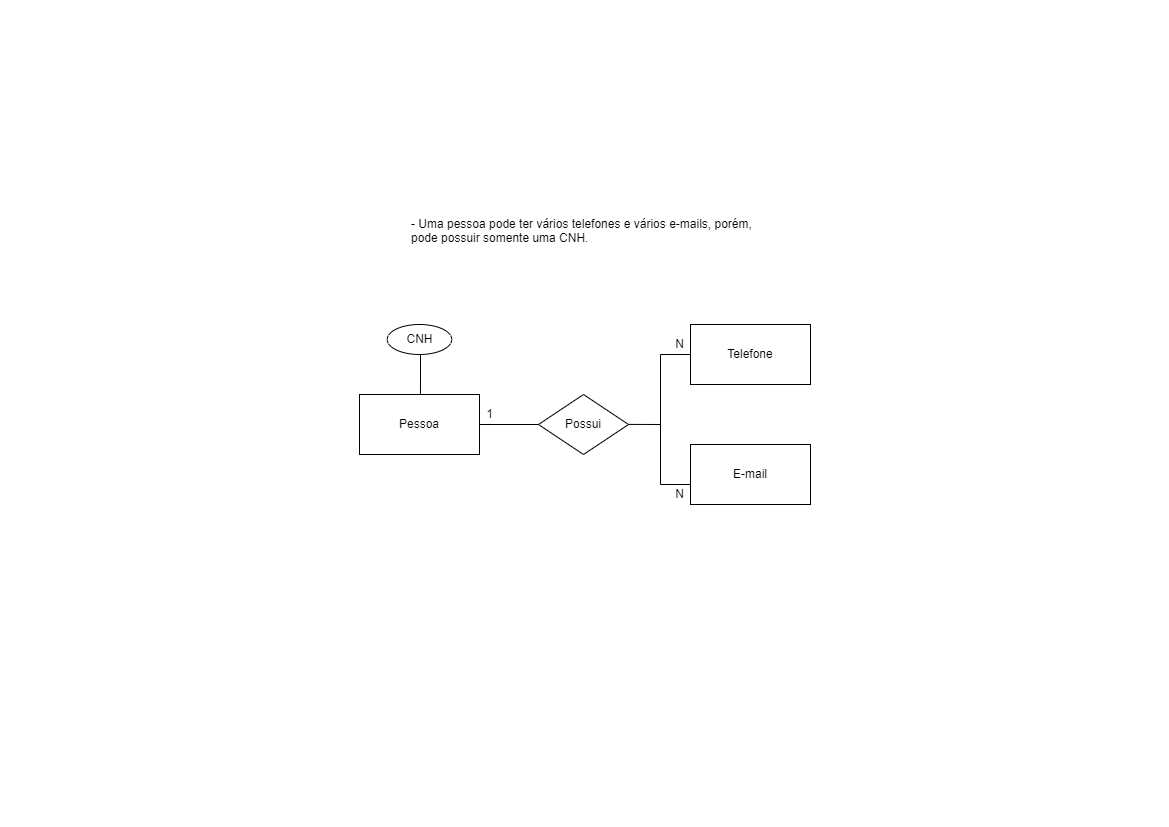 - Uma pessoa pode ter vários telefones e vários e-mails, porém,
pode possuir somente uma CNH.
CNH
N
Telefone
Pessoa
1
Possui
E-mail
N